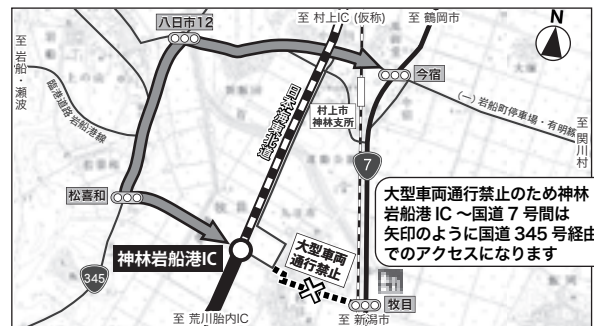 八日市12
至 村上IC (仮称)
至 鶴岡市
N
至 岩船・瀬波
臨港道路岩船港線
今宿
(一) 岩船町停車場・有明線
至 関川村
村上市
神林支所
日本海東北道
7
松喜和
大型車両通行禁止のため神林
岩船港 IC ~国道 7 号間は
矢印のように国道 345 号経由
でのアクセスになります
神林岩船港IC
大型車両
通行禁止
345
牧目
至 荒川胎内IC
至 新潟市